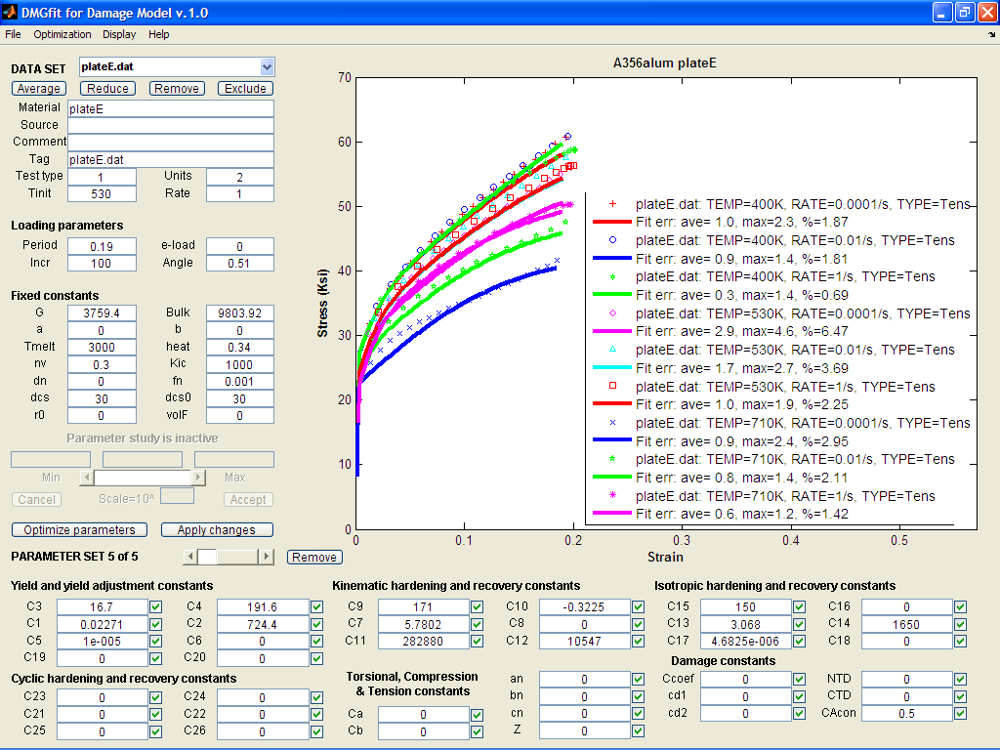 DMGfit for Damage Model v.1.0
File Optimization Display Help
DATA SET plateE.dat
Average Reduce Remove Exclude
Material plateE
Source
Comment
Tag plateE.dat
Test type 1 Units 2
Tinit 530 Rate 1
Loading parameters
Period 0.19 e-load 0
Incr 100 Angle 0.51
Fixed constants
G 3759.4 Bulk 9803.92
a 0 b 0
Tmelt 3000 heat 0.34
nv 0.3 Kic 1000
dn 0 fn 0.001
dcs 30 dcs0 30
r0 0 volF 0
Parameter study is inactive
Min Max
Cancel Scale=10^ Accept
Optimize parameters Apply changes
PARAMETER SET 5 of 5 Remove
A356alum plateE
70
60
50
40
30
20
10
0
Stress (Ksi)
0 0.1 0.2 0.3 0.4 0.5
Strain
plateE.dat: TEMP=400K, RATE=0.0001/s, TYPE=Tens
Fit err: ave= 1.0, max=2.3, %=1.87
plateE.dat: TEMP=400K, RATE=0.01/s, TYPE=Tens
Fit err: ave= 0.9, max=1.4, %=1.81
plateE.dat: TEMP=400K, RATE=1/s, TYPE=Tens
Fit err: ave= 0.3, max=1.4, %=0.69
plateE.dat: TEMP=530K, RATE=0.0001/s, TYPE=Tens
Fit err: ave= 2.9, max=4.6, %=6.47
plateE.dat: TEMP=530K, RATE=0.01/s, TYPE=Tens
Fit err: ave= 1.7, max=2.7, %=3.69
plateE.dat: TEMP=530K, RATE=1/s, TYPE=Tens
Fit err: ave= 1.0, max=1.9, %=2.25
plateE.dat: TEMP=710K, RATE=0.0001/s, TYPE=Tens
Fit err: ave= 0.9, max=2.4, %=2.95
plateE.dat: TEMP=710K, RATE=0.01/s, TYPE=Tens
Fit err: ave= 0.8, max=1.4, %=2.11
plateE.dat: TEMP=710K, RATE=1/s, TYPE=Tens
Fit err: ave= 0.6, max=1.2, %=1.42
Yield and yield adjustment constants
C3 16.7 C4 191.6
C1 0.02271 C2 724.4
C5 1e-005 C6 0
C19 0 C20 0
Cyclic hardening and recovery constants
C23 0 C24 0
C21 0 C22 0
C25 0 C26 0
Kinematic hardening and recovery constants
C9 171 C10 -0.3225
C7 5.7802 C8 0
C11 282880 C12 10547
Torsional, Compression
& Tension constants
Ca 0
Cb 0
an 0
bn 0
cn 0
Z 0
Isotropic hardening and recovery constants
C15 150 C16 0
C13 3.068 C14 1650
C17 4.6825e-006 C18 0
Damage constants
Ccoef 0 NTD 0
cd1 0 CTD 0
cd2 0 CAcon 0.5